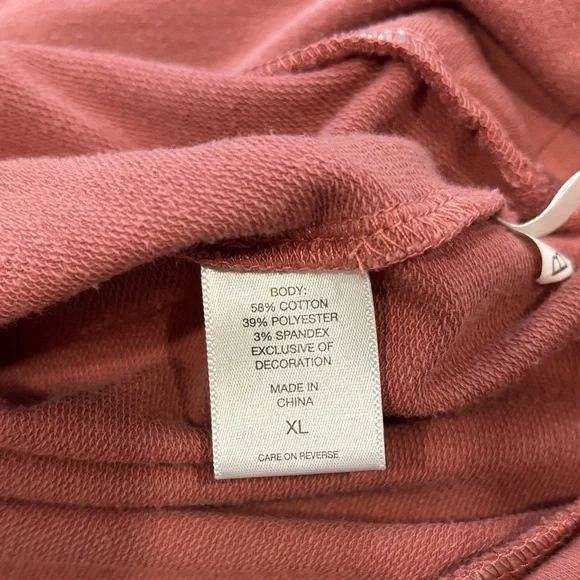 BODY:
58% COTTON
39% POLYESTER
3% SPANDEX
EXCLUSIVE OF
DECORATION
MADE IN
CHINA
XL
CARE ON REVERSE